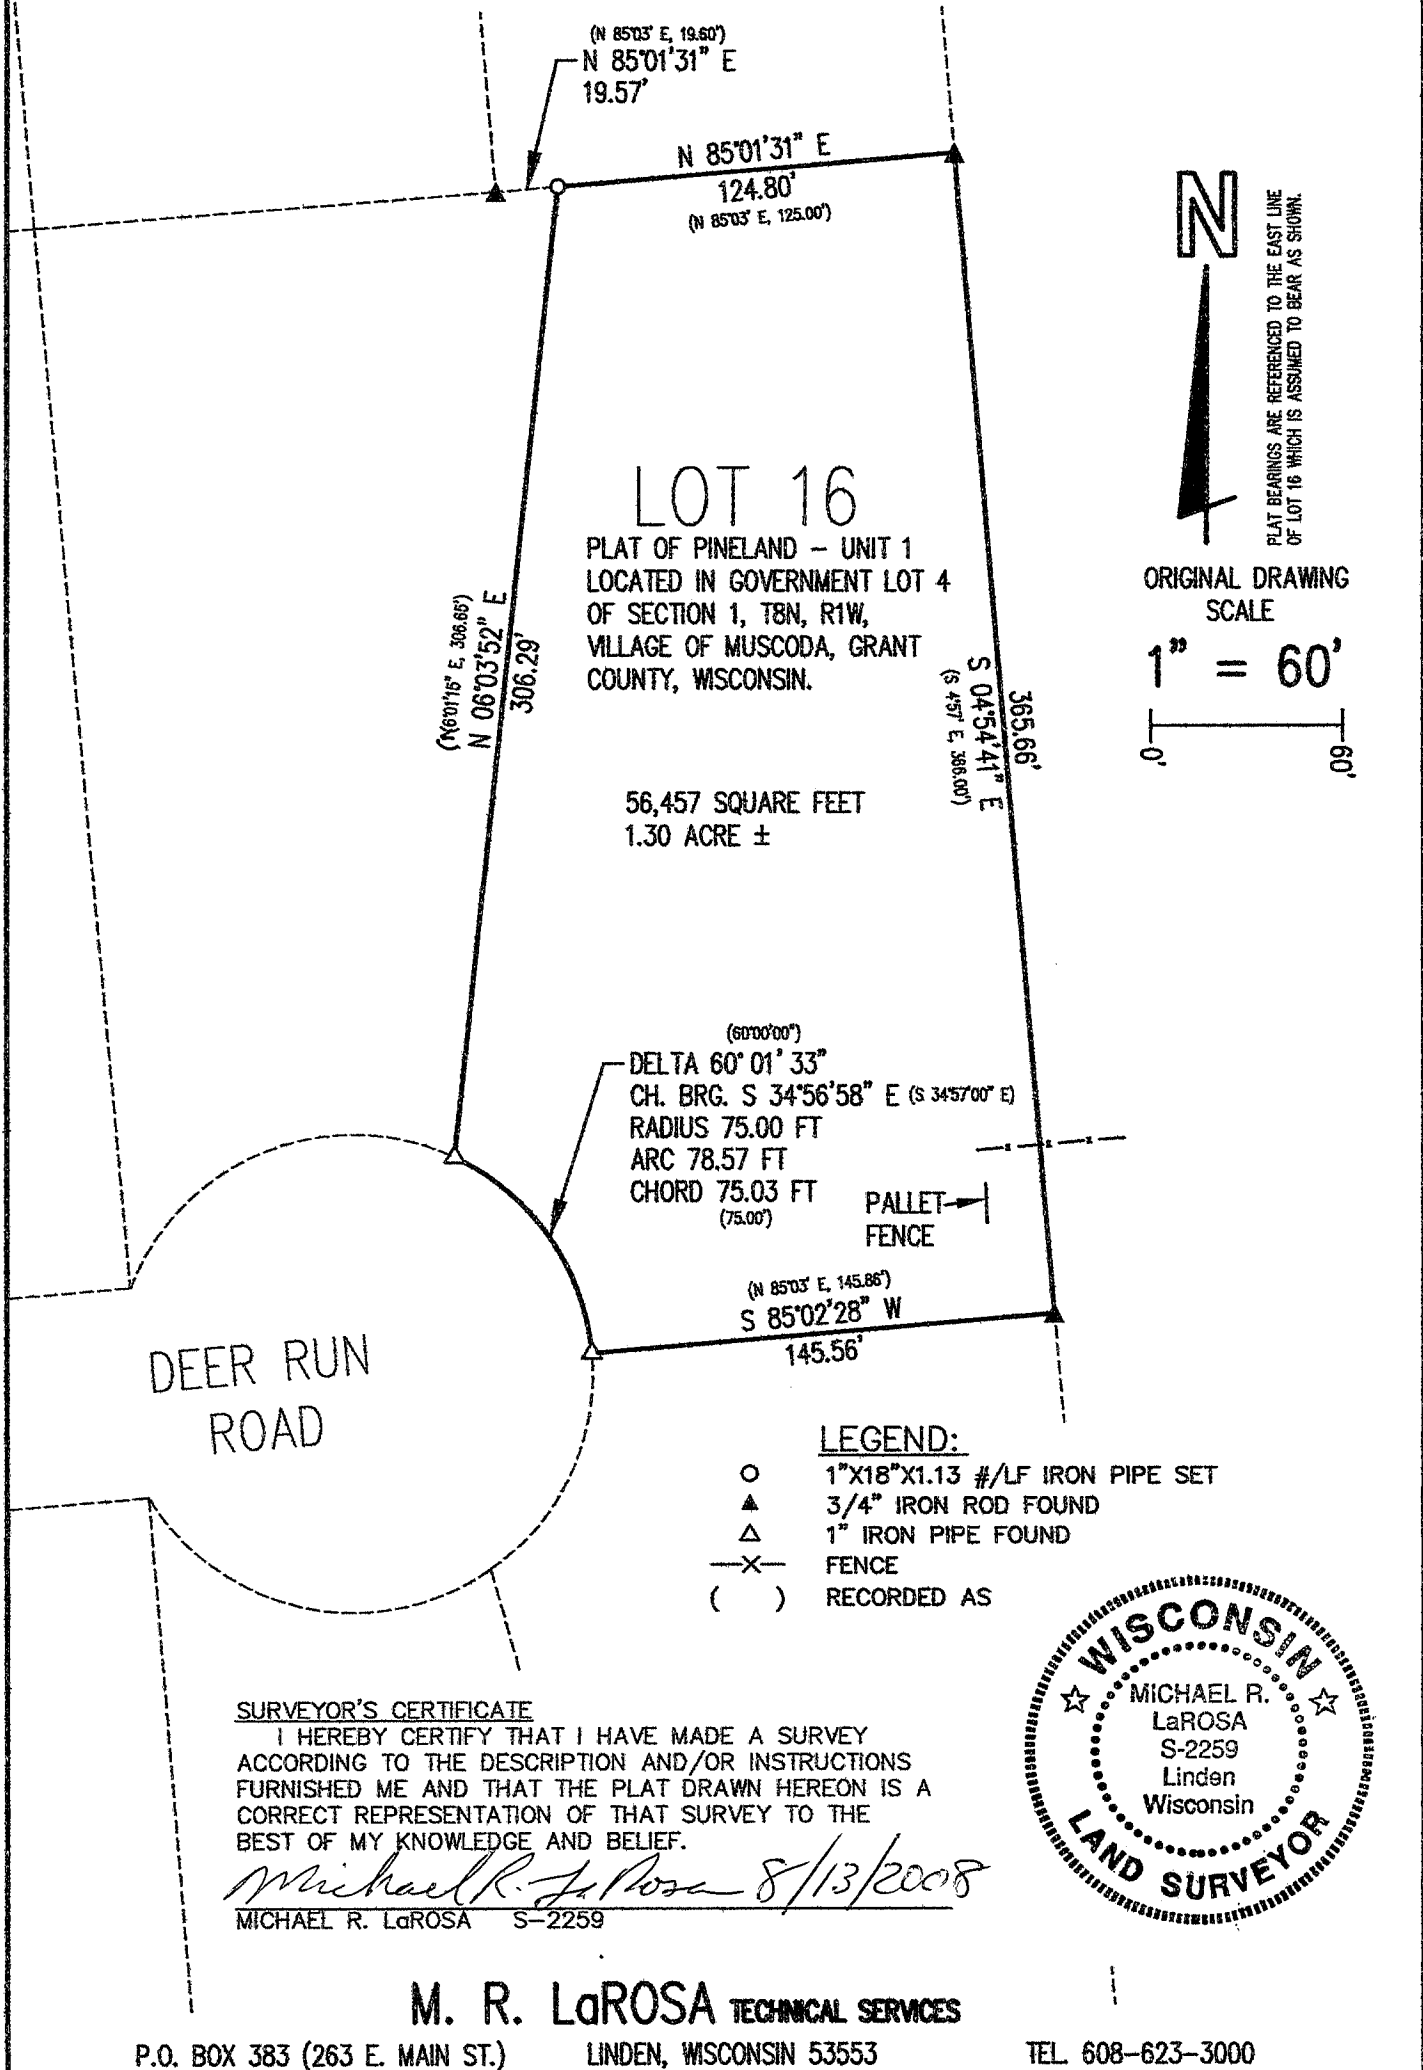 (N 85°03' E, 19.60')
N 85°01'31" E
19.57'
N 85°01'31" E
124.80'
(N 85°03' E, 125.00')
N
PLAT BEARINGS ARE REFERENCED TO THE EAST LINE
OF LOT 16 WHICH IS ASSUMED TO BEAR AS SHOWN.
LOT 16
PLAT OF PINELAND – UNIT 1
LOCATED IN GOVERNMENT LOT 4
OF SECTION 1, T8N, R1W,
VILLAGE OF MUSCODA, GRANT
COUNTY, WISCONSIN.
ORIGINAL DRAWING
SCALE
1" = 60'
0' 60'
(N6°01'15" E, 306.66')
N 06°03'52" E
306.29'
365.66'
S 04°54'41" E
(S 4°57' E, 366.00')
56,457 SQUARE FEET
1.30 ACRE ±
(60°00'00")
DELTA 60° 01' 33"
CH. BRG. S 34°56'58" E (S 34°57'00" E)
RADIUS 75.00 FT
ARC 78.57 FT
CHORD 75.03 FT
(75.00')
PALLET
FENCE
(N 85°03' E, 145.86')
S 85°02'28" W
145.56'
DEER RUN
ROAD
LEGEND:
1"X18"X1.13 #/LF IRON PIPE SET
3/4" IRON ROD FOUND
1" IRON PIPE FOUND
—X— FENCE
( ) RECORDED AS
WISCONSIN
MICHAEL R.
LaROSA
S-2259
Linden
Wisconsin
LAND SURVEYOR
SURVEYOR'S CERTIFICATE
I HEREBY CERTIFY THAT I HAVE MADE A SURVEY
ACCORDING TO THE DESCRIPTION AND/OR INSTRUCTIONS
FURNISHED ME AND THAT THE PLAT DRAWN HEREON IS A
CORRECT REPRESENTATION OF THAT SURVEY TO THE
BEST OF MY KNOWLEDGE AND BELIEF.
Michael R. LaRosa 8/13/2008
MICHAEL R. LaROSA S-2259
M. R. LaROSA TECHNICAL SERVICES
P.O. BOX 383 (263 E. MAIN ST.) LINDEN, WISCONSIN 53553 TEL. 608-623-3000